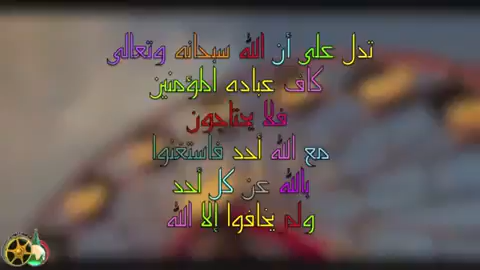 تدل على أن الله سبحانه وتعالى
كاف عباده المؤمنين
فلا يحتاجون
مع الله أحد فاستغنوا
بالله عن كل أحد
ولم يخافوا إلا الله